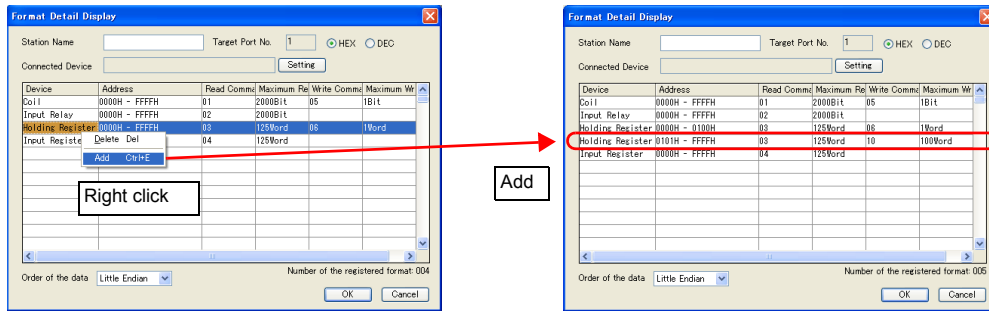 Format Detail Display
Station Name
Target Port No. 1
HEX
DEC
Connected Device
Setting
Device Address Read Comma Maximum Re Write Comma Maximum Wr
Coil 0000H - FFFFH 01 2000Bit 05 1Bit
Input Relay 0000H - FFFFH 02 2000Bit
Holding Register 0000H - FFFFH 03 125Word 06 1Word
Input Registe 04 125Word
Delete Del
Add Ctrl+E
Right click
Order of the data Little Endian
Number of the registered format: 004
OK Cancel
Add
Format Detail Display
Station Name
Target Port No. 1
HEX
DEC
Connected Device
Setting
Device Address Read Comma Maximum Re Write Comma Maximum Wr
Coil 0000H - FFFFH 01 2000Bit 05 1Bit
Input Relay 0000H - FFFFH 02 2000Bit
Holding Register 0000H - 0100H 03 125Word 06 1Word
Holding Register 0101H - FFFFH 03 125Word 10 100Word
Input Register 0000H - FFFFH 04 125Word
Order of the data Little Endian
Number of the registered format: 005
OK Cancel